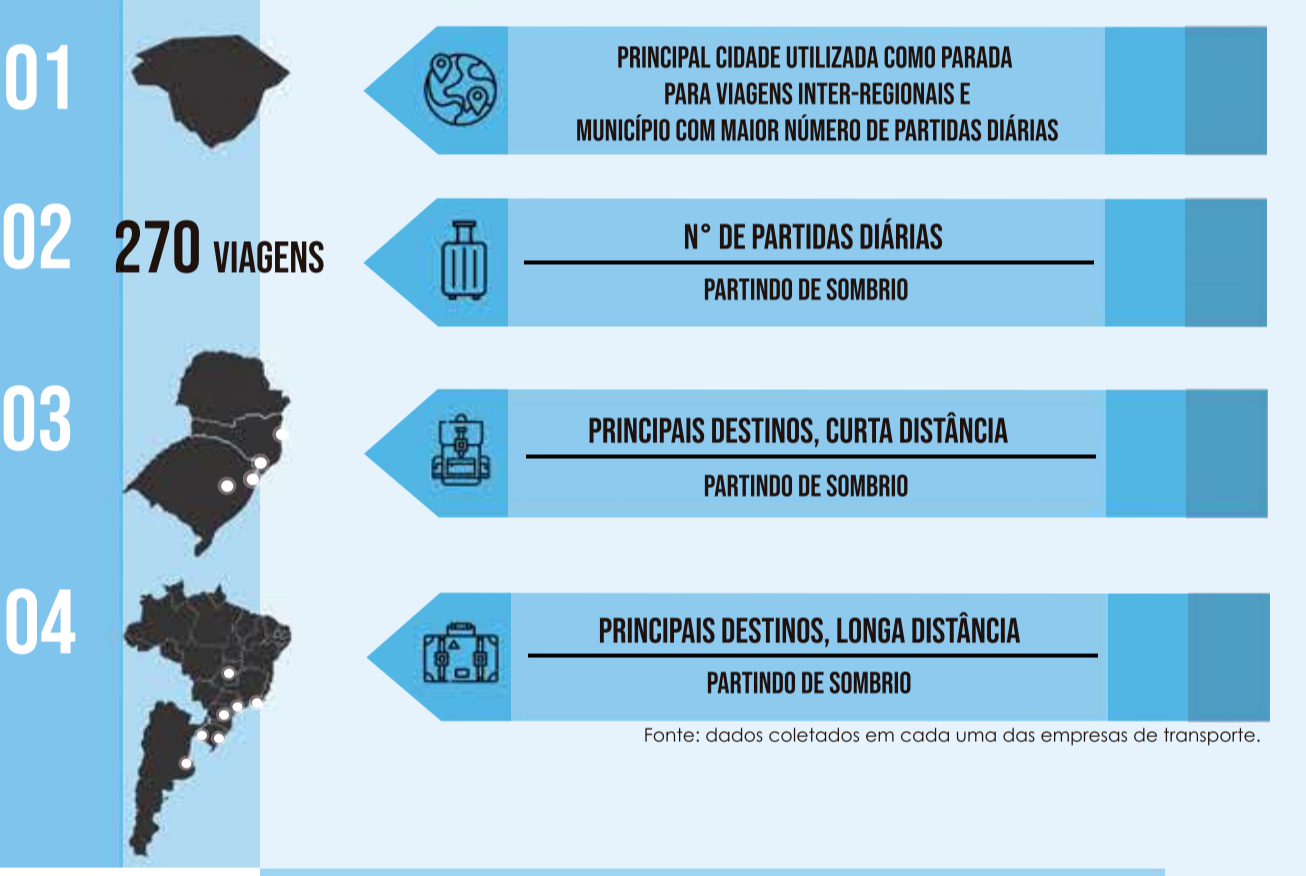 01
PRINCIPAL CIDADE UTILIZADA COMO PARADA
PARA VIAGENS INTER-REGIONAIS E
MUNICÍPIO COM MAIOR NÚMERO DE PARTIDAS DIÁRIAS
02
270 VIAGENS
N° DE PARTIDAS DIÁRIAS
PARTINDO DE SOMBRIO
03
PRINCIPAIS DESTINOS, CURTA DISTÂNCIA
PARTINDO DE SOMBRIO
04
PRINCIPAIS DESTINOS, LONGA DISTÂNCIA
PARTINDO DE SOMBRIO
Fonte: dados coletados em cada uma das empresas de transporte.